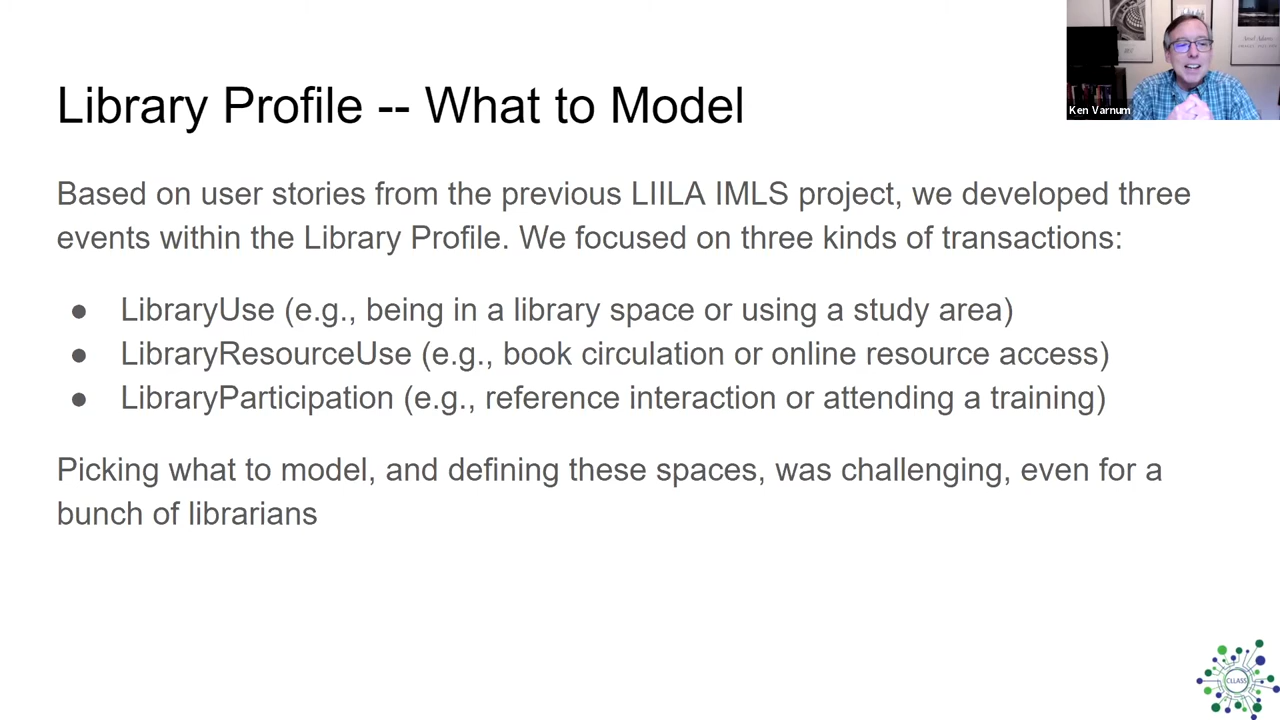 Library Profile -- What to Model
Ken Varnum
Based on user stories from the previous LIILA IMLS project, we developed three
events within the Library Profile. We focused on three kinds of transactions:
● LibraryUse (e.g., being in a library space or using a study area)
● LibraryResourceUse (e.g., book circulation or online resource access)
● LibraryParticipation (e.g., reference interaction or attending a training)
Picking what to model, and defining these spaces, was challenging, even for a
bunch of librarians
CLLASS